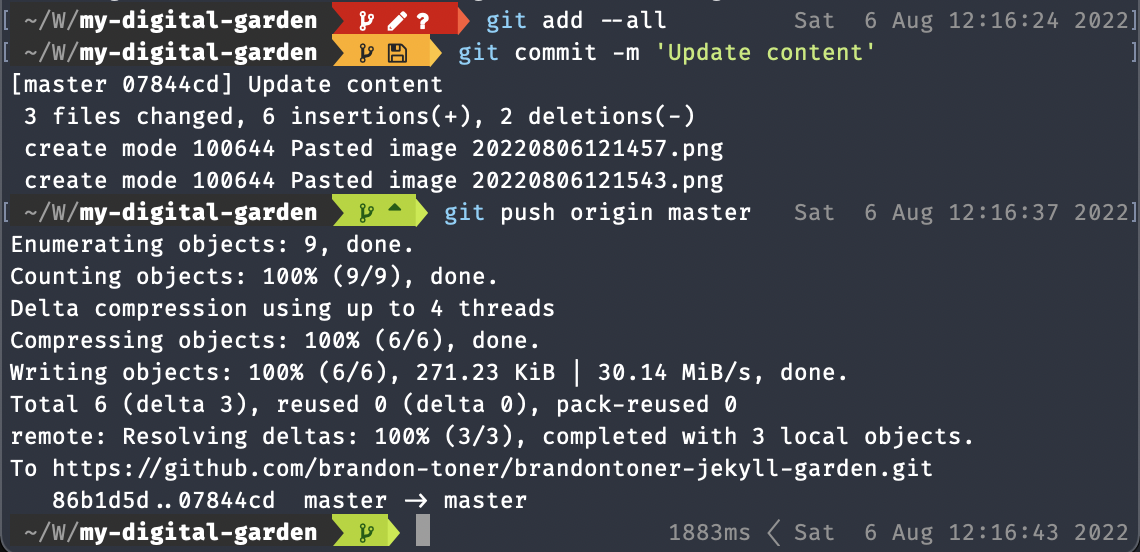 ~/W/my-digital-garden ? git add --all Sat 6 Aug 12:16:24 2022
~/W/my-digital-garden git commit -m 'Update content'
[master 07844cd] Update content
3 files changed, 6 insertions(+), 2 deletions(-)
create mode 100644 Pasted image 20220806121457.png
create mode 100644 Pasted image 20220806121543.png
~/W/my-digital-garden git push origin master Sat 6 Aug 12:16:37 2022
Enumerating objects: 9, done.
Counting objects: 100% (9/9), done.
Delta compression using up to 4 threads
Compressing objects: 100% (6/6), done.
Writing objects: 100% (6/6), 271.23 KiB | 30.14 MiB/s, done.
Total 6 (delta 3), reused 0 (delta 0), pack-reused 0
remote: Resolving deltas: 100% (3/3), completed with 3 local objects.
To https://github.com/brandon-toner/brandontoner-jekyll-garden.git
86b1d5d..07844cd master -> master
~/W/my-digital-garden 1883ms < Sat 6 Aug 12:16:43 2022